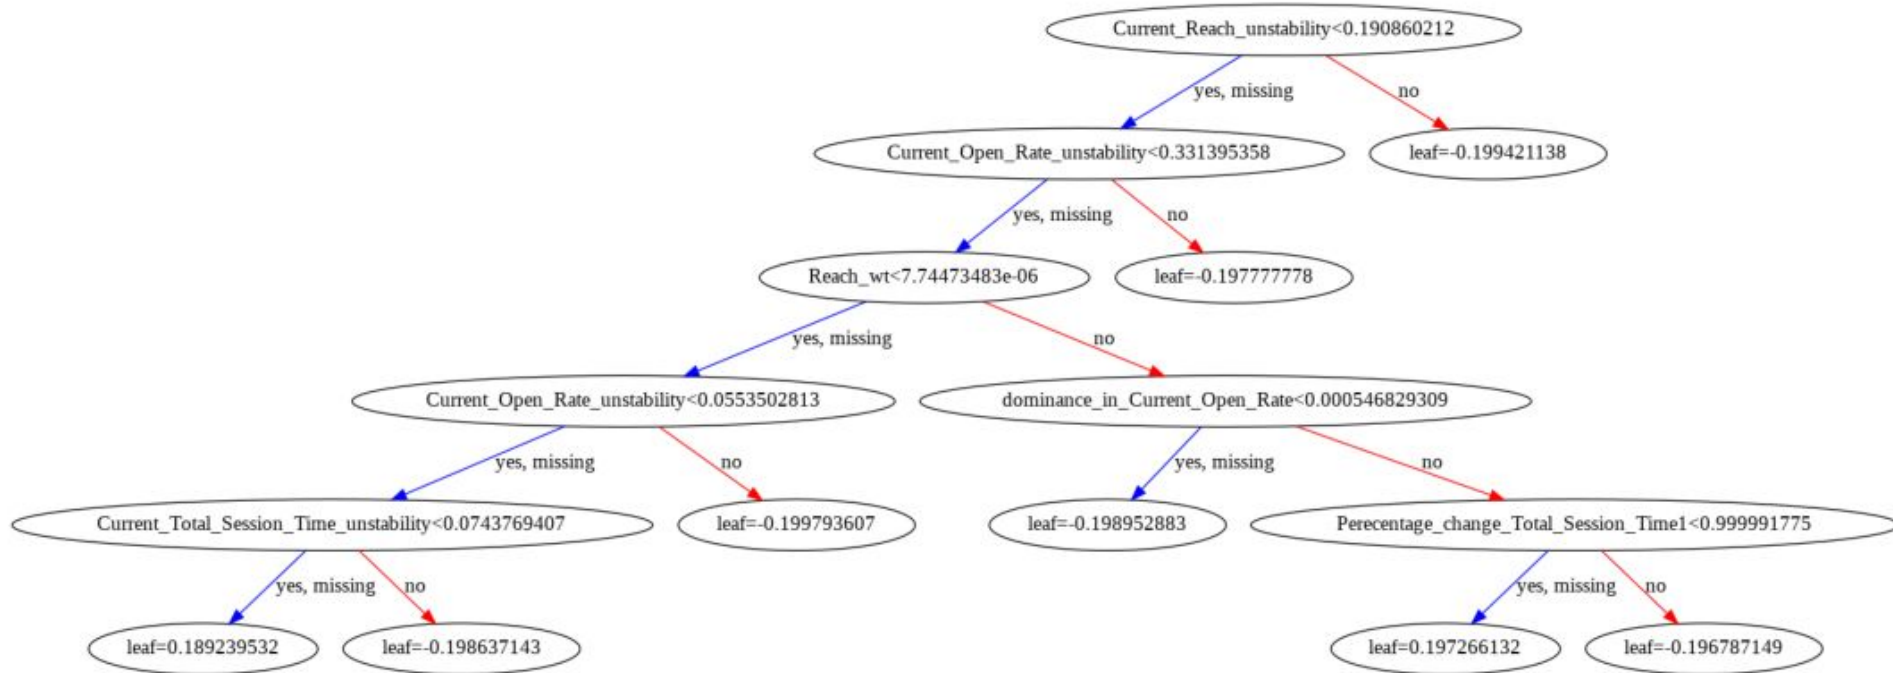 Current_Reach_unstability<0.190860212
yes, missing
no
Current_Open_Rate_unstability<0.331395358
leaf=-0.199421138
yes, missing
no
Reach_wt<7.74473483e-06
leaf=-0.197777778
yes, missing
no
Current_Open_Rate_unstability<0.0553502813
dominance_in_Current_Open_Rate<0.000546829309
yes, missing
no
yes, missing
no
Current_Total_Session_Time_unstability<0.0743769407
leaf=-0.199793607
leaf=-0.198952883
Perecentage_change_Total_Session_Time1<0.999991775
yes, missing
no
yes, missing
no
leaf=0.189239532
leaf=-0.198637143
leaf=0.197266132
leaf=-0.196787149